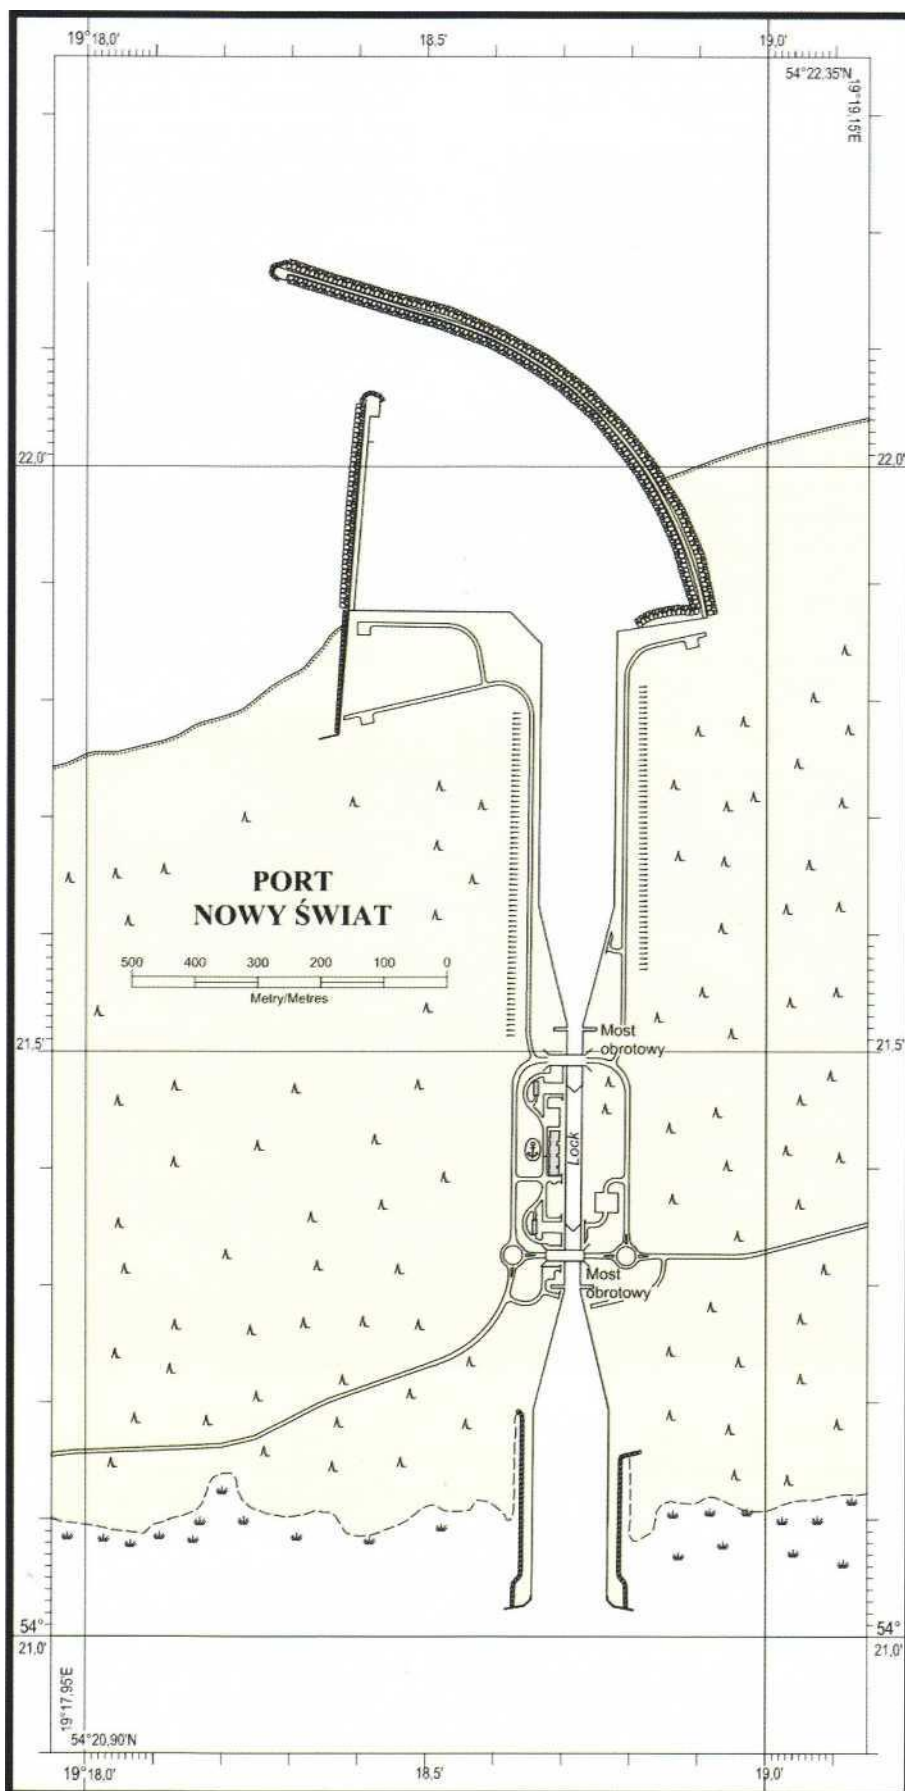 19°18,0'
18,5'
19,0'
54°22,35'N
19°19,15'E
22,0'
22,0'
PORT
NOWY ŚWIAT
500 400 300 200 100 0
Metry/Metres
Most
obrotowy
21,5'
21,5'
Lock
Most
obrotowy
54°
21,0'
54°
21,0'
19°17,95'E
54°20,90'N
19°18,0'
18,5'
19,0'